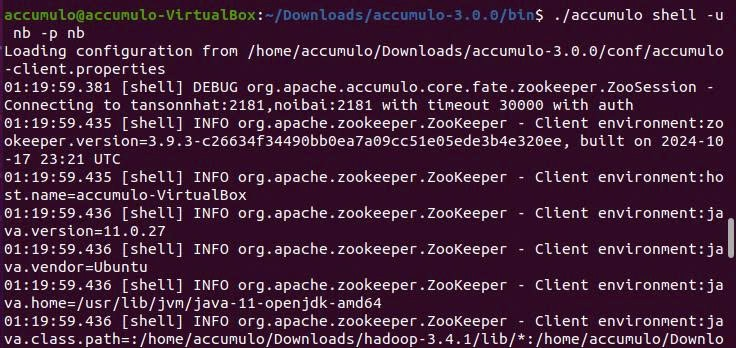 accumulo@accumulo-VirtualBox:~/Downloads/accumulo-3.0.0/bin$ ./accumulo shell -u
 nb -p nb
Loading configuration from /home/accumulo/Downloads/accumulo-3.0.0/conf/accumulo
-client.properties
01:19:59.381 [shell] DEBUG org.apache.accumulo.core.fate.zookeeper.ZooSession - 
Connecting to tansonnhat:2181,noibai:2181 with timeout 30000 with auth
01:19:59.435 [shell] INFO org.apache.zookeeper.ZooKeeper - Client environment:zo
okeeper.version=3.9.3-c26634f34490bb0ea7a09cc51e05ede3b4e320ee, built on 2024-10
-17 23:21 UTC
01:19:59.435 [shell] INFO org.apache.zookeeper.ZooKeeper - Client environment:ho
st.name=accumulo-VirtualBox
01:19:59.436 [shell] INFO org.apache.zookeeper.ZooKeeper - Client environment:ja
va.version=11.0.27
01:19:59.436 [shell] INFO org.apache.zookeeper.ZooKeeper - Client environment:ja
va.vendor=Ubuntu
01:19:59.436 [shell] INFO org.apache.zookeeper.ZooKeeper - Client environment:ja
va.home=/usr/lib/jvm/java-11-openjdk-amd64
01:19:59.436 [shell] INFO org.apache.zookeeper.ZooKeeper - Client environment:ja
va.class.path=:/home/accumulo/Downloads/hadoop-3.4.1/lib/*:/home/accumulo/Downlo